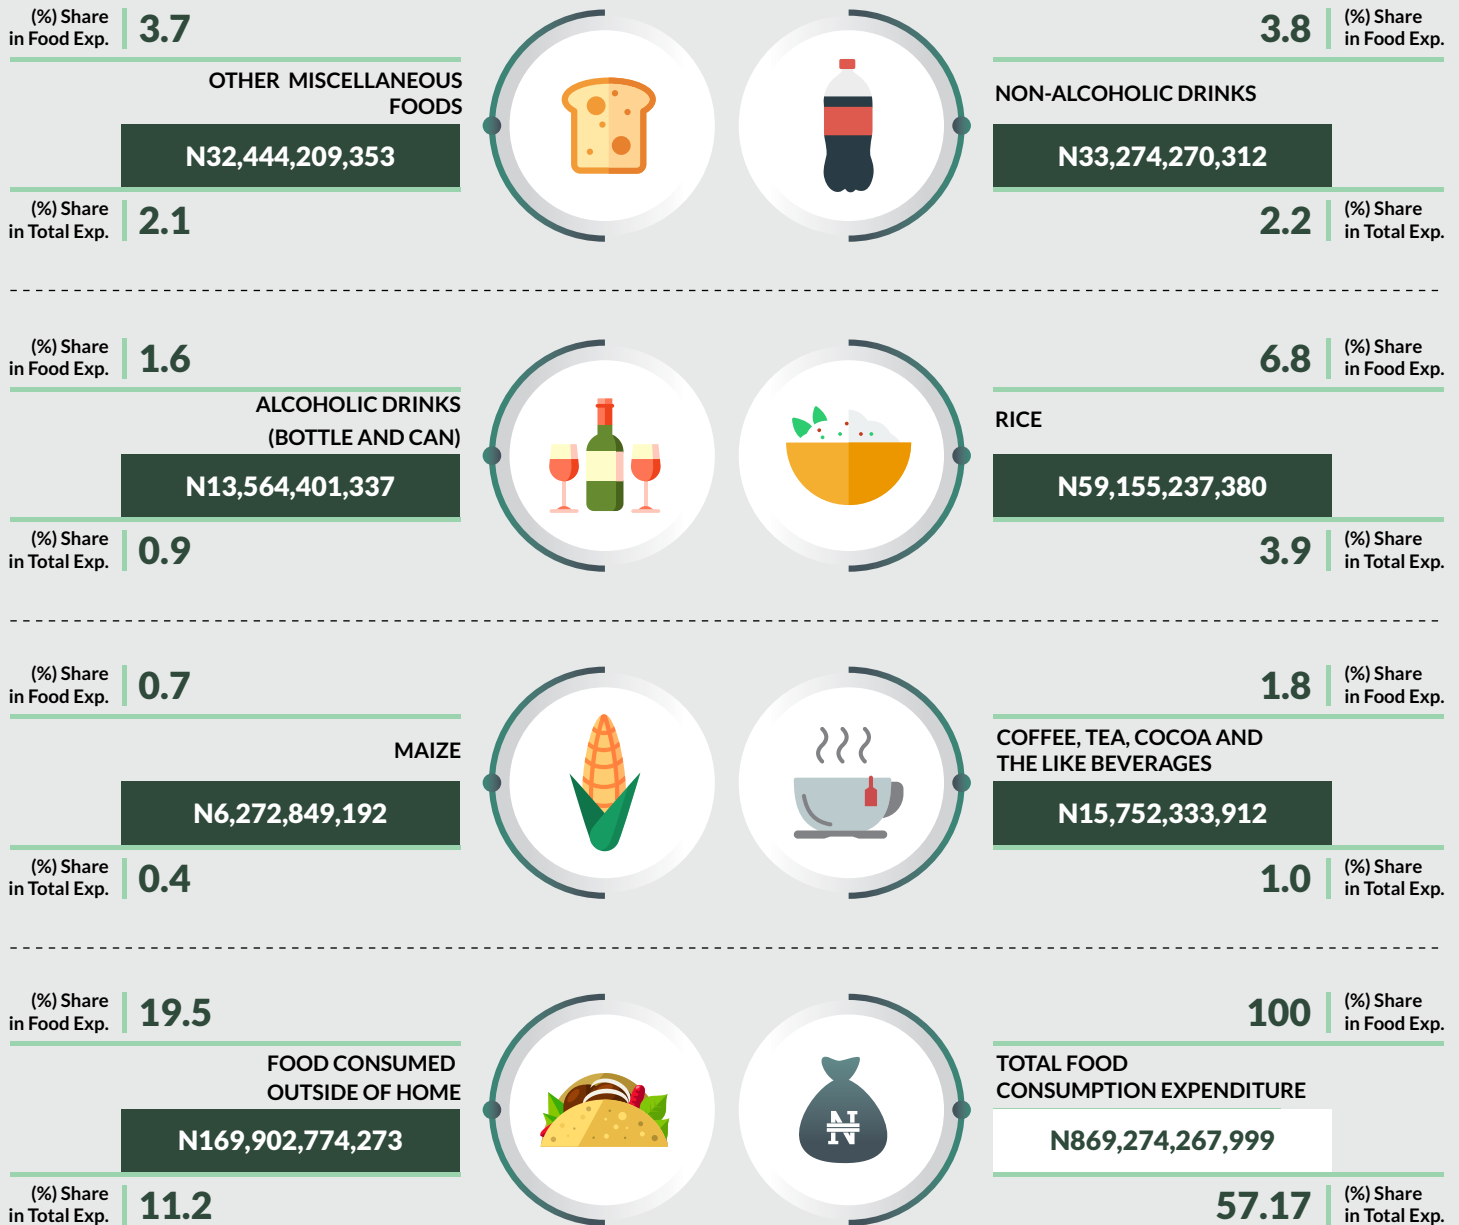 (%) Share
in Food Exp.
3.7
OTHER MISCELLANEOUS
FOODS
N32,444,209,353
(%) Share
in Total Exp.
2.1
3.8
(%) Share
in Food Exp.
NON-ALCOHOLIC DRINKS
N33,274,270,312
2.2
(%) Share
in Total Exp.
(%) Share
in Food Exp.
1.6
ALCOHOLIC DRINKS
(BOTTLE AND CAN)
N13,564,401,337
(%) Share
in Total Exp.
0.9
6.8
(%) Share
in Food Exp.
RICE
N59,155,237,380
3.9
(%) Share
in Total Exp.
(%) Share
in Food Exp.
0.7
MAIZE
N6,272,849,192
(%) Share
in Total Exp.
0.4
1.8
(%) Share
in Food Exp.
COFFEE, TEA, COCOA AND
THE LIKE BEVERAGES
N15,752,333,912
1.0
(%) Share
in Total Exp.
(%) Share
in Food Exp.
19.5
FOOD CONSUMED
OUTSIDE OF HOME
N169,902,774,273
(%) Share
in Total Exp.
11.2
100
(%) Share
in Food Exp.
TOTAL FOOD
CONSUMPTION EXPENDITURE
₦
N869,274,267,999
57.17
(%) Share
in Total Exp.